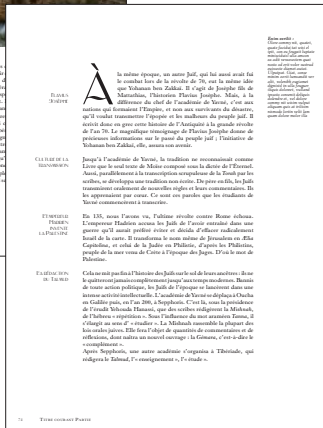 À la même époque, un autre Juif, qui lui aussi avait fui
le combat lors de la révolte de 70, eut la même idée
que Yohanan ben Zakkaï. Il s'agit de Josèphe fils de
Mattathias, l'historien Flavius Josèphe. Mais, à la
différence du chef de l'académie de Yavné, c'est aux
nations qui formaient l'Empire, et non aux survivants du désastre,
qu'il voulut transmettre l'épopée et les malheurs du peuple juif. Il
écrivit donc en grec cette histoire de l'Antiquité à la grande révolte
de l'an 70. Le magnifique témoignage de Flavius Josèphe donne de
précieuses informations sur le passé du peuple juif ; l'initiative de
Yohanan ben Zakkaï, elle, assura son avenir.
Flavius
Josèphe
Culture de la
transmission
Jusqu'à l'académie de Yavné, la tradition ne reconnaissait comme
Livre que le seul texte de Moïse composé sous la dictée de l'Éternel.
Aussi, parallèlement à la transcription scrupuleuse de la Torah par les
scribes, se développa une tradition non écrite. De père en fils, les Juifs
transmirent oralement de nouvelles règles et leurs commentaires. Ils
les apprenaient par cœur. Ce sont ces paroles que les étudiants de
Yavné commencèrent à transcrire.
L'empereur
Hadrien
invente
la Palestine
En 135, nous l'avons vu, l'ultime révolte contre Rome échoua.
L'empereur Hadrien accusa les Juifs de l'avoir entraîné dans une
guerre qu'il aurait préféré éviter et décida d'effacer radicalement
Israël de la carte. Il transforma le nom même de Jérusalem en Ælia
Capitolina, et celui de la Judée en Philistie, d'après les Philistins,
peuple de la mer venu de Crète à l'époque des Juges. D'où le mot de
Palestine.
La rédaction
du Talmud
Cela ne mit pas fin à l'histoire des Juifs sur le sol de leurs ancêtres : ils ne
le quittèrent jamais complètement jusqu'aux temps modernes. Bannis
de toute action politique, les Juifs de l'époque se lancèrent dans une
intense activité intellectuelle. L'académie de Yavné se déplaça à Oucha
en Galilée puis, en l'an 200, à Sepphoris. C'est là, sous la présidence
de l'érudit Yehouda Hanassi, que des scribes rédigèrent la Mishnah,
de l'hébreu « répétition ». Sous l'influence du mot araméen Tanna, il
s'élargit au sens d' « étudier ». La Mishnah rassemble la plupart des
lois orales juives. Elle fera l'objet de quantités de commentaires et de
réflexions, dont naîtra un nouvel ouvrage : la Gémara, c'est-à-dire le
« complément ».
Après Sepphoris, une autre académie s'organisa à Tibériade, qui
rédigea le Talmud, l'« enseignement », l'« étude ».
Titre courant Partie